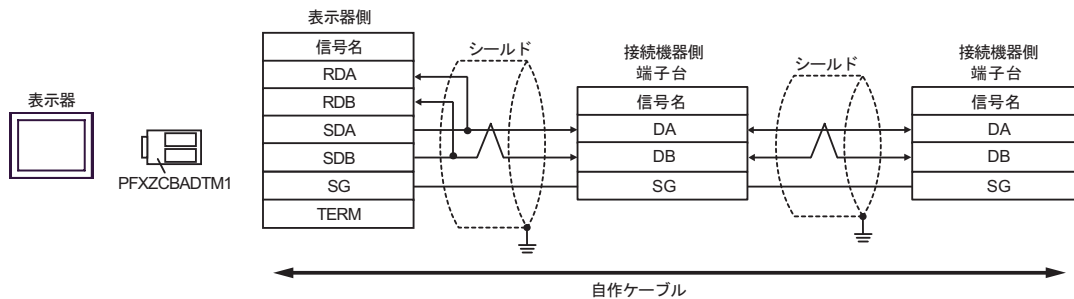 表示器
PFXZCBADTM1
表示器側
信号名
RDA
RDB
SDA
SDB
SG
TERM
シールド
接続機器側
端子台
信号名
DA
DB
SG
シールド
接続機器側
端子台
信号名
DA
DB
SG
自作ケーブル